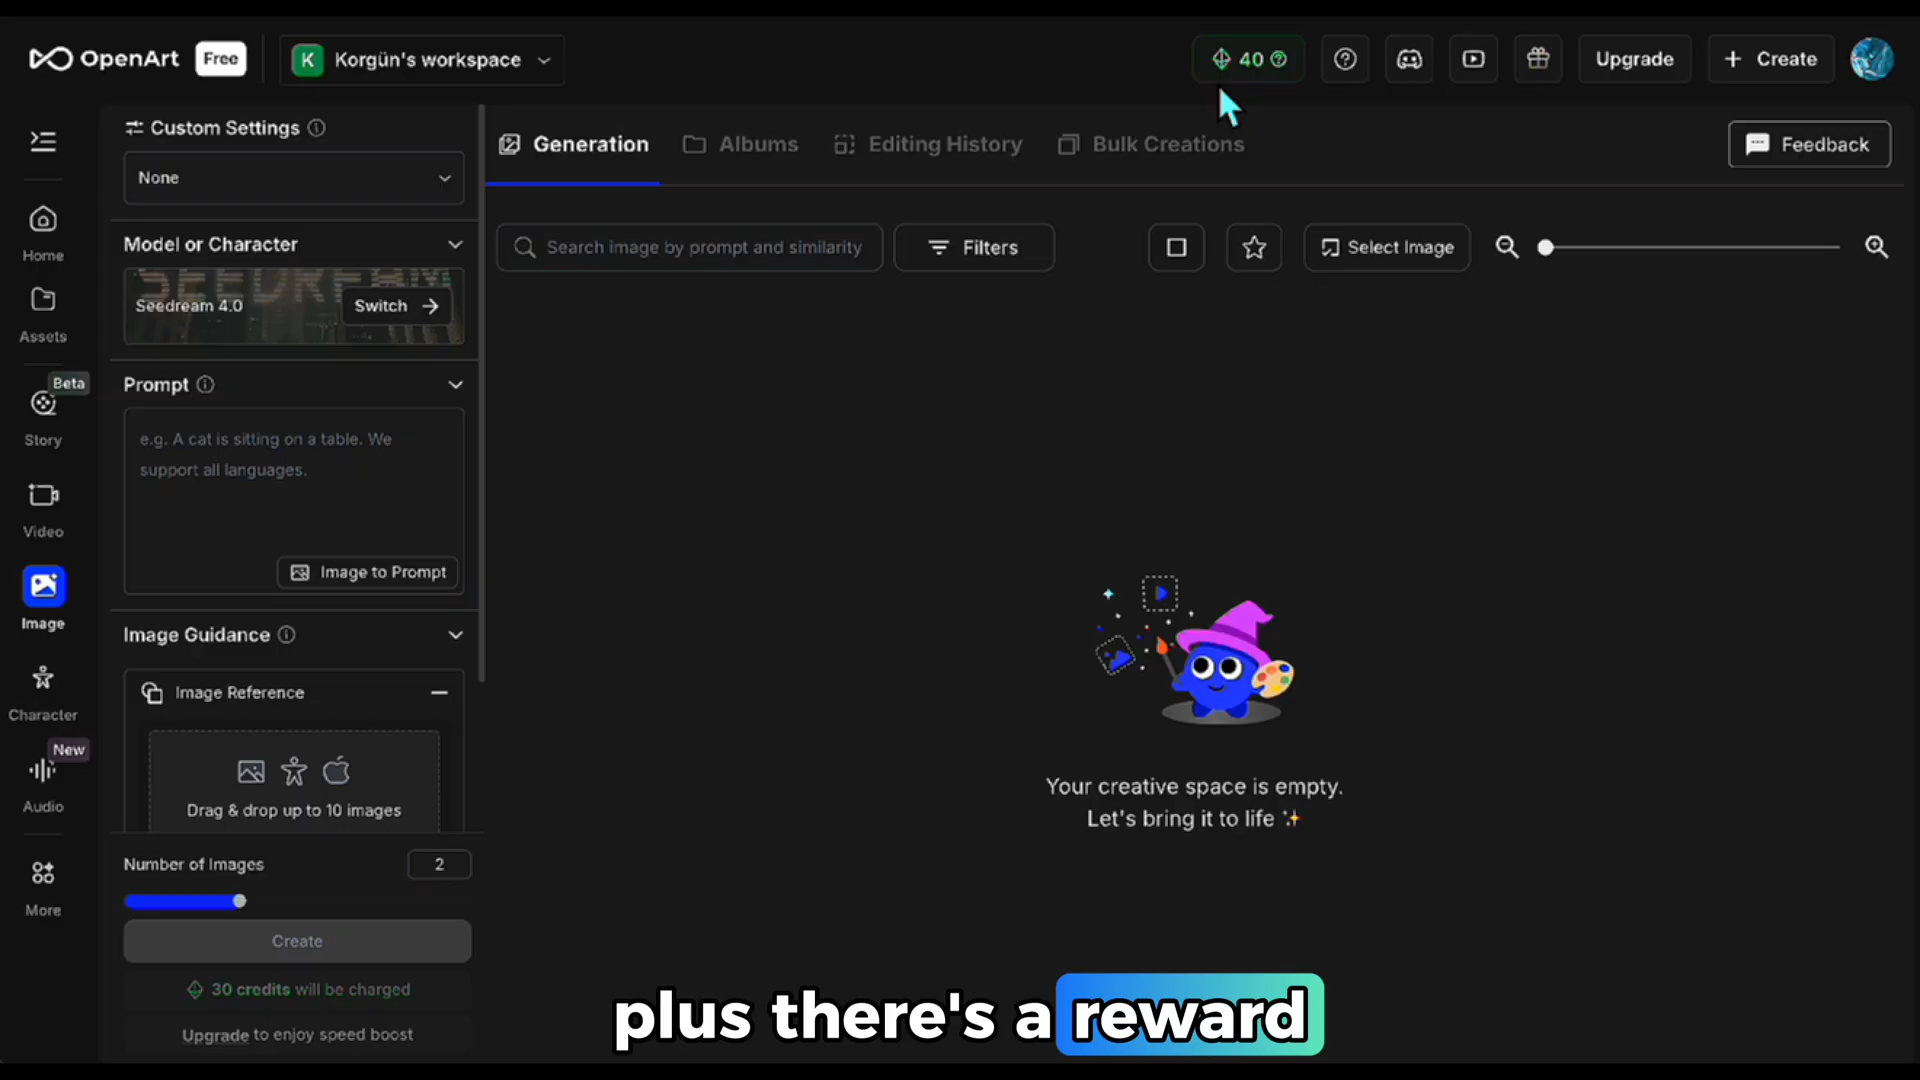 OpenArt
Free
K
Korgün's workspace
40
Upgrade
+ Create
Custom Settings
None
Model or Character
SEEDREAM
Seedream 4.0
Switch
Prompt
e.g. A cat is sitting on a table. We
support all languages.
Image to Prompt
Image Guidance
Image Reference
Drag & drop up to 10 images
Number of Images
2
Create
30 credits will be charged
Upgrade to enjoy speed boost
Home
Assets
Beta
Story
Video
Image
Character
New
Audio
More
Generation
Albums
Editing History
Bulk Creations
Feedback
Search image by prompt and similarity
Filters
Select Image
Your creative space is empty.
Let's bring it to life ✨
plus there's a reward